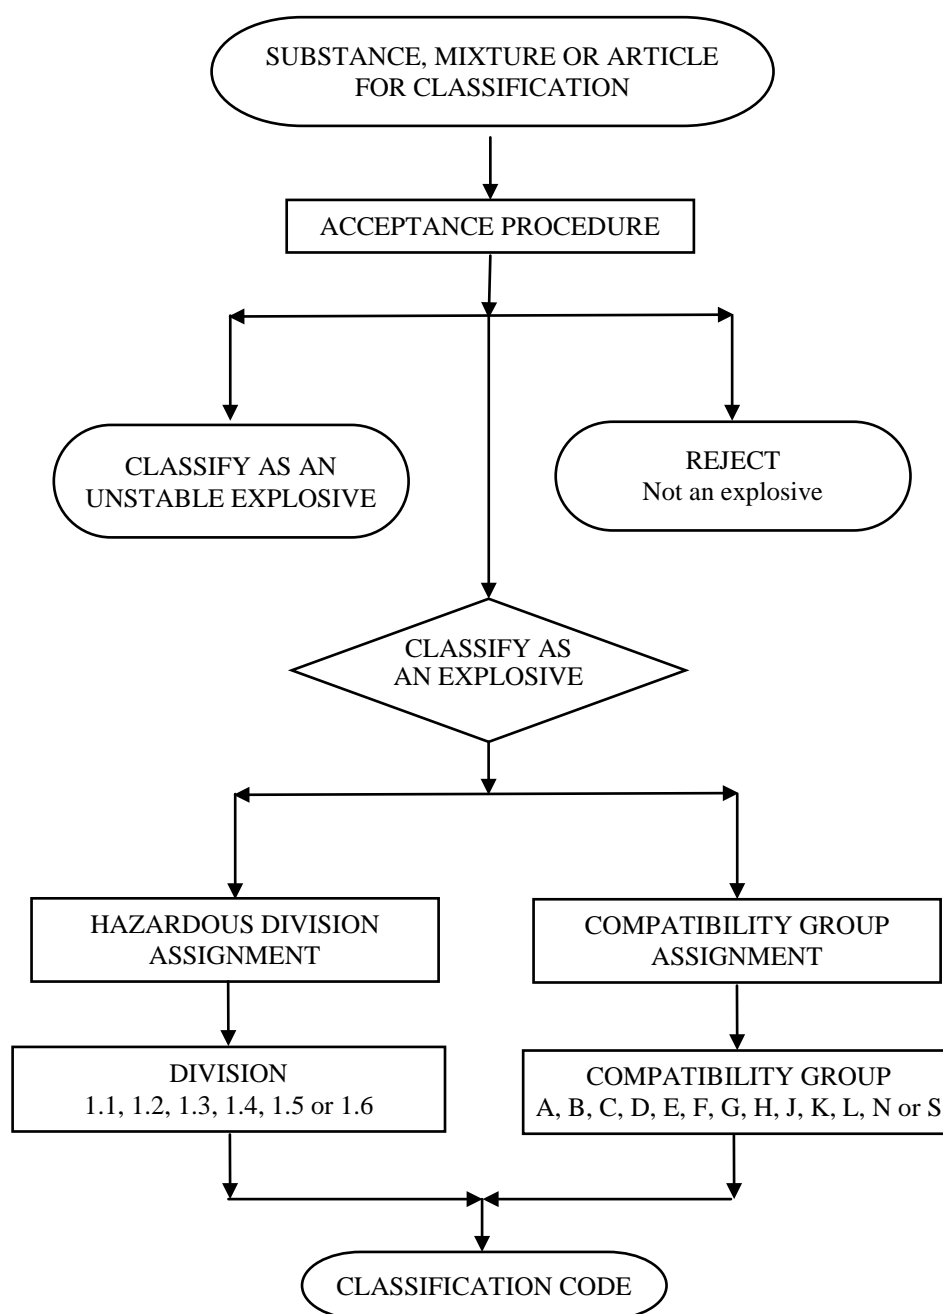 SUBSTANCE, MIXTURE OR ARTICLE
FOR CLASSIFICATION
ACCEPTANCE PROCEDURE
CLASSIFY AS AN
UNSTABLE EXPLOSIVE
REJECT
Not an explosive
CLASSIFY AS
AN EXPLOSIVE
HAZARDOUS DIVISION
ASSIGNMENT
COMPATIBILITY GROUP
ASSIGNMENT
DIVISION
1.1, 1.2, 1.3, 1.4, 1.5 or 1.6
COMPATIBILITY GROUP
A, B, C, D, E, F, G, H, J, K, L, N or S
CLASSIFICATION CODE